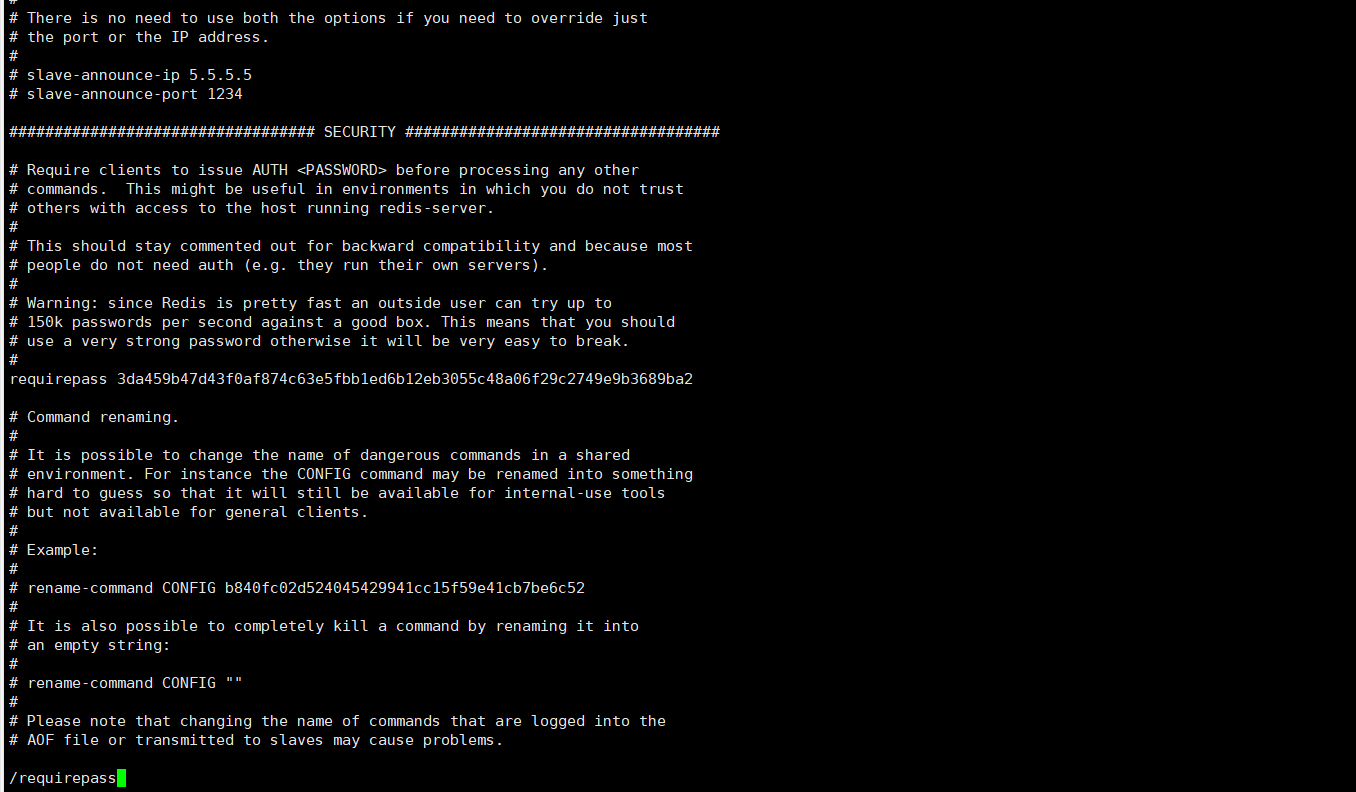 #
# There is no need to use both the options if you need to override just
# the port or the IP address.
#
# slave-announce-ip 5.5.5.5
# slave-announce-port 1234
################################## SECURITY ###################################
# Require clients to issue AUTH <PASSWORD> before processing any other
# commands.  This might be useful in environments in which you do not trust
# others with access to the host running redis-server.
#
# This should stay commented out for backward compatibility and because most
# people do not need auth (e.g. they run their own servers).
#
# Warning: since Redis is pretty fast an outside user can try up to
# 150k passwords per second against a good box. This means that you should
# use a very strong password otherwise it will be very easy to break.
#
requirepass 3da459b47d43f0af874c63e5fbb1ed6b12eb3055c48a06f29c2749e9b3689ba2
# Command renaming.
#
# It is possible to change the name of dangerous commands in a shared
# environment. For instance the CONFIG command may be renamed into something
# hard to guess so that it will still be available for internal-use tools
# but not available for general clients.
#
# Example:
#
# rename-command CONFIG b840fc02d524045429941cc15f59e41cb7be6c52
#
# It is also possible to completely kill a command by renaming it into
# an empty string:
#
# rename-command CONFIG ""
#
# Please note that changing the name of commands that are logged into the
# AOF file or transmitted to slaves may cause problems.
/requirepass